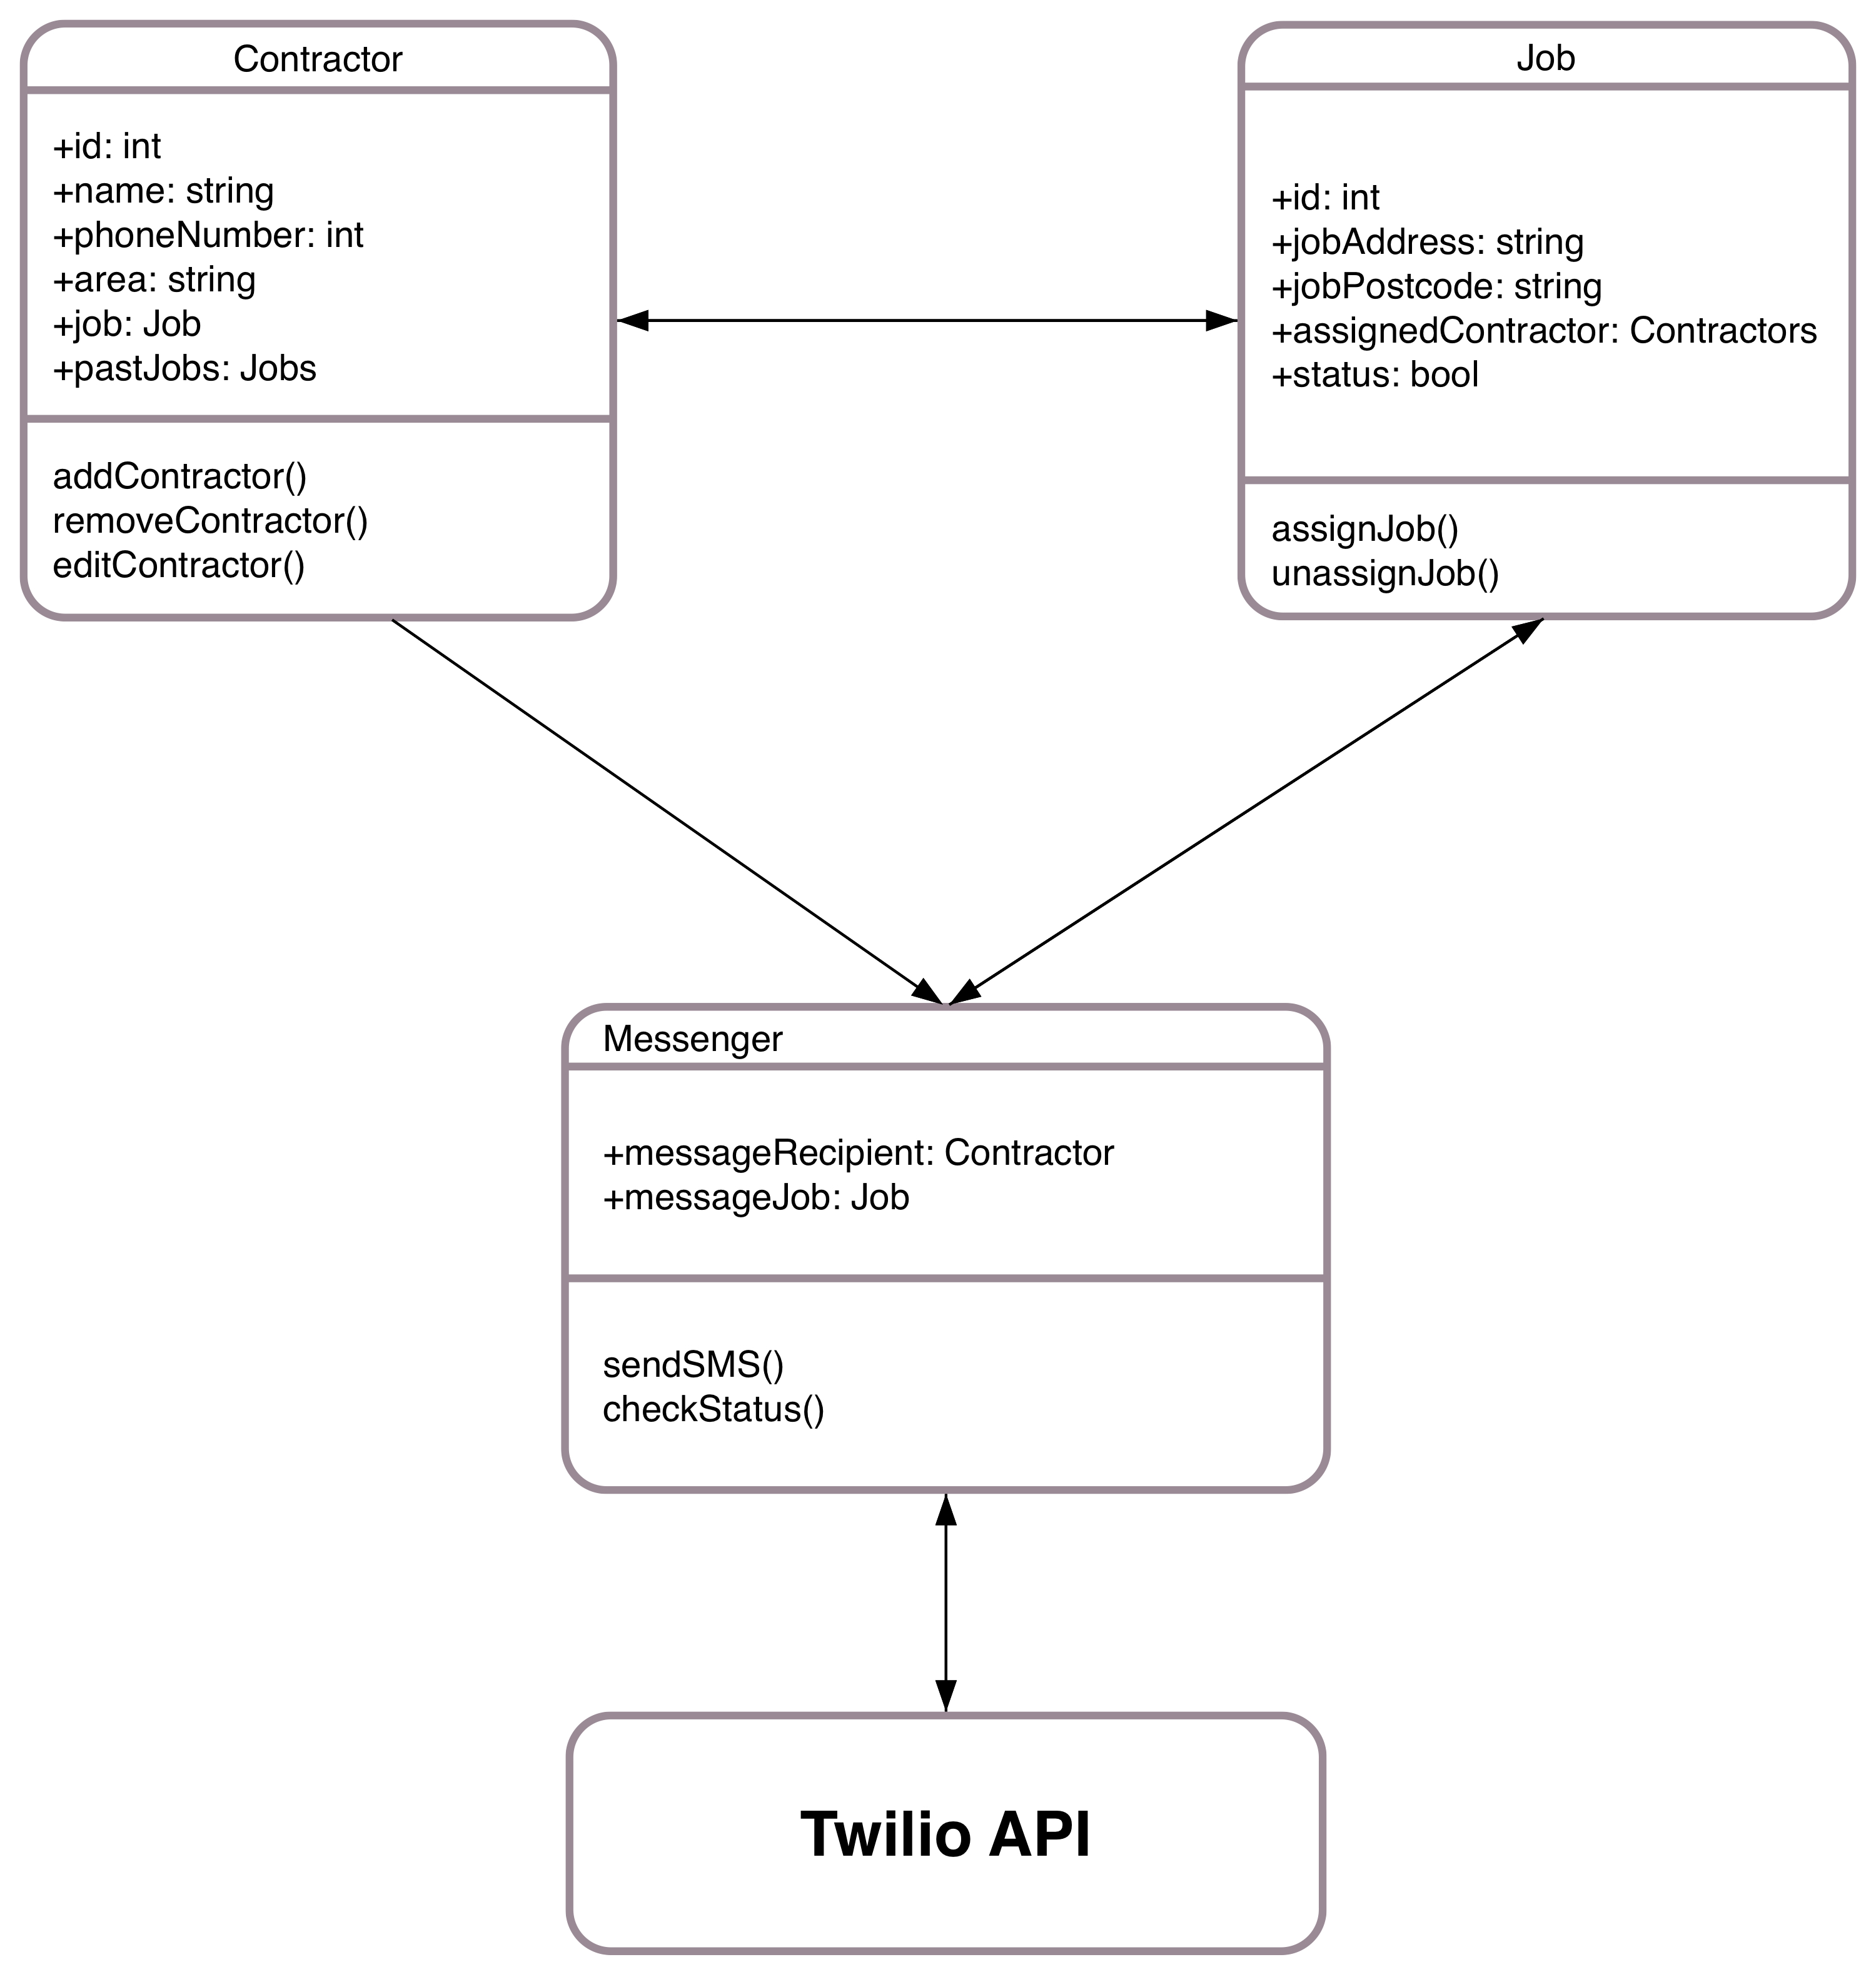 Contractor
+id: int
+name: string
+phoneNumber: int
+area: string
+job: Job
+pastJobs: Jobs
addContractor()
removeContractor()
editContractor()
Job
+id: int
+jobAddress: string
+jobPostcode: string
+assignedContractor: Contractors
+status: bool
assignJob()
unassignJob()
Messenger
+messageRecipient: Contractor
+messageJob: Job
sendSMS()
checkStatus()
Twilio API